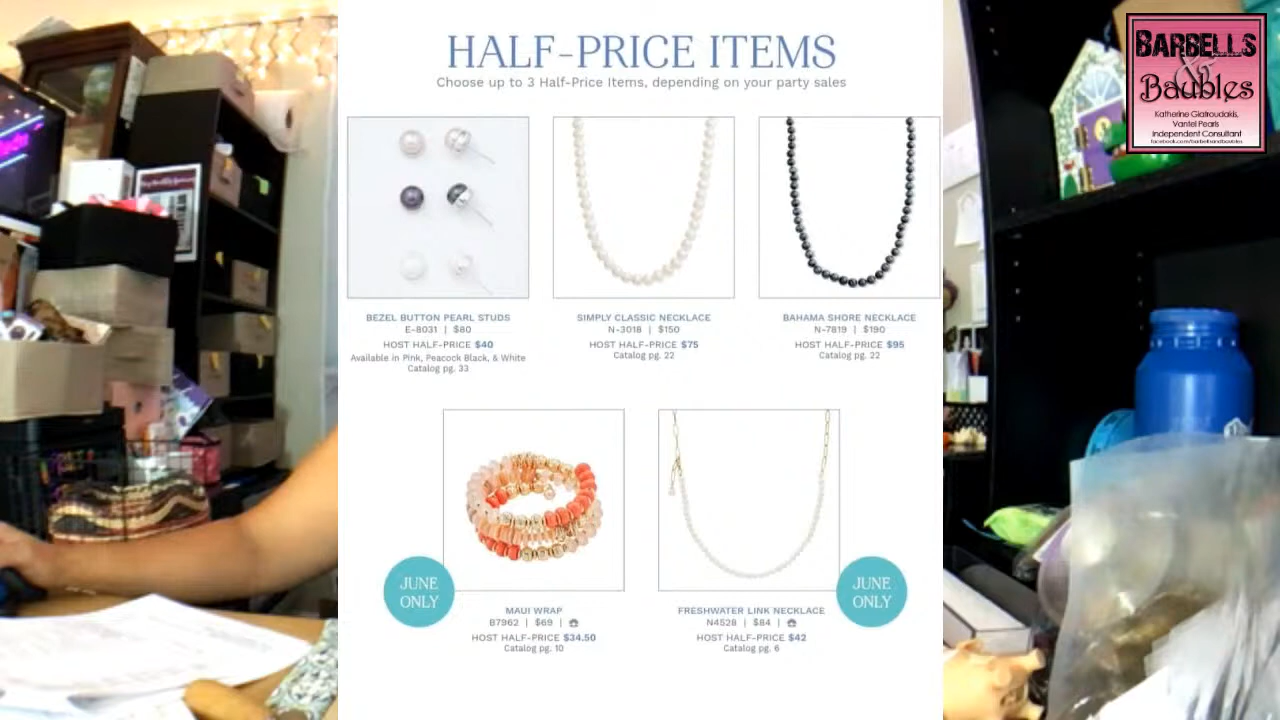 HALF-PRICE ITEMS
Choose up to 3 Half-Price Items, depending on your party sales
BEZEL BUTTON PEARL STUDS
E-8031 | $80
HOST HALF-PRICE $40
Available in Pink, Peacock Black, & White
Catalog pg. 33
SIMPLY CLASSIC NECKLACE
N-3018 | $150
HOST HALF-PRICE $75
Catalog pg. 22
BAHAMA SHORE NECKLACE
N-7819 | $190
HOST HALF-PRICE $95
Catalog pg. 22
JUNE
ONLY
MAUI WRAP
B7962 | $69 |
HOST HALF-PRICE $34.50
Catalog pg. 10
FRESHWATER LINK NECKLACE
N4528 | $84 |
HOST HALF-PRICE $42
Catalog pg. 6
JUNE
ONLY
BARBELLS
&
Baubles
Katherine Giatroudakis,
Vantel Pearls
Independent Consultant
facebook.com/barbellsandbaubles